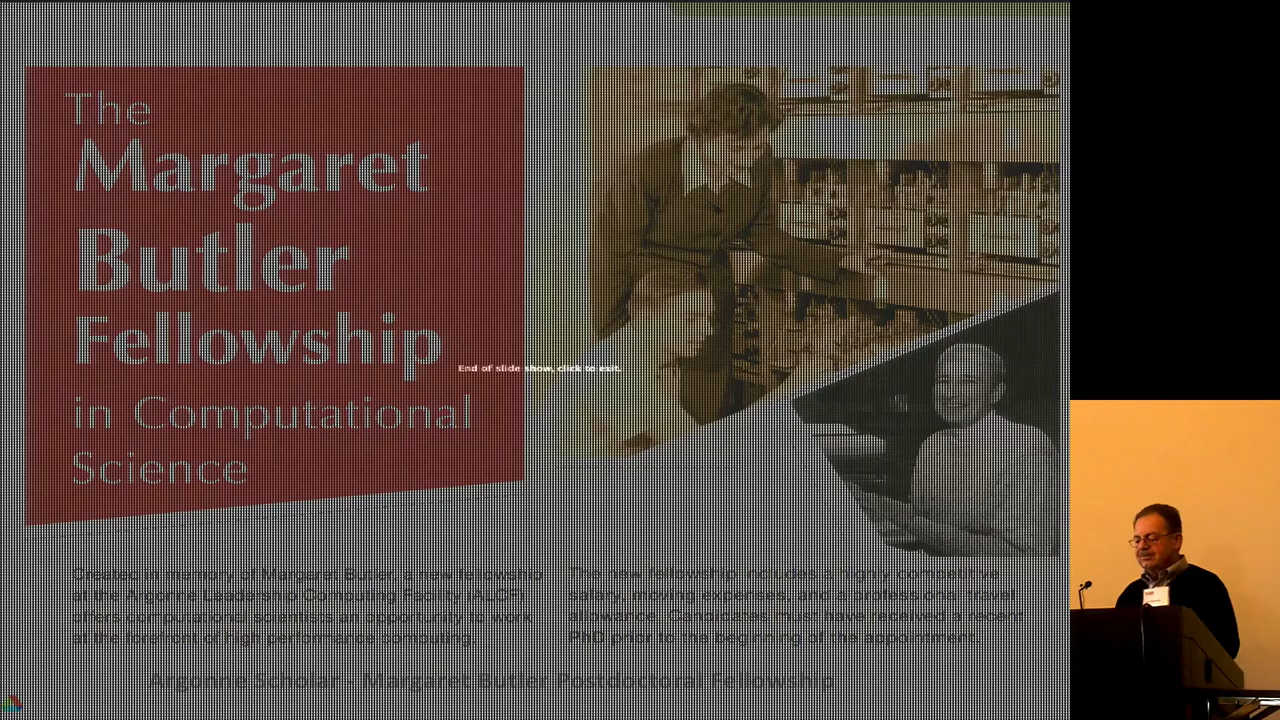 The
Margaret
Butler
Fellowship
in Computational
Science
End of slide show, click to exit.
Created in memory of Margaret Butler, a new fellowship
at the Argonne Leadership Computing Facility (ALCF)
offers computational scientists an opportunity to work
at the forefront of high performance computing.
The new fellowship includes a highly competitive
salary, moving expenses, and a professional travel
allowance. Candidates must have received a recent
PhD prior to the beginning of the appointment.
Argonne Scholar - Margaret Butler Postdoctoral Fellowship